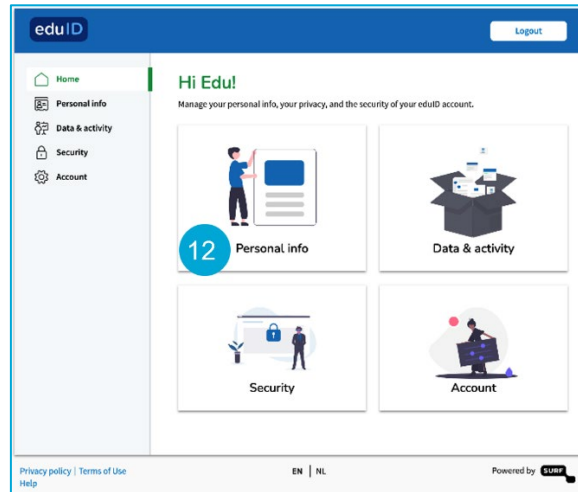 eduID
Logout
Home
Personal info
Data & activity
Security
Account
Hi Edu!
Manage your personal info, your privacy, and the security of your eduID account.
12
Personal info
Data & activity
Security
Account
Privacy policy | Terms of Use
Help
EN | NL
Powered by SURF